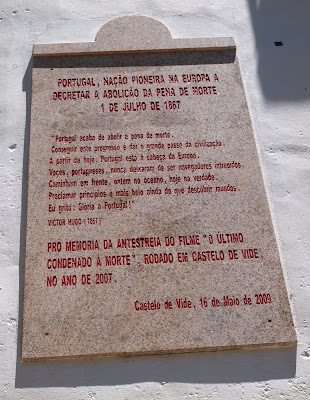 PORTUGAL, NAÇÃO PIONEIRA NA EUROPA A
DECRETAR A ABOLIÇÃO DA PENA DE MORTE
1 DE JULHO DE 1867
"Portugal acaba de abolir a pena de morte.
Conseguir este progresso é dar o grande passo da civilização
A partir de hoje, Portugal está à cabeça da Europa.
Vocês, portugueses, nunca deixaram de ser navegadores intrépidos.
Caminham em frente, ontem no oceano, hoje na verdade.
Proclamar princípios é mais belo ainda do que descobrir mundos.
Eu grito: Glória a Portugal!"
VICTOR HUGO (1867)
PRO MEMORIA DA ANTESTREIA DO FILME "O ÚLTIMO
CONDENADO À MORTE", RODADO EM CASTELO DE VIDE,
NO ANO DE 2007.
Castelo de Vide, 16 de Maio de 2009